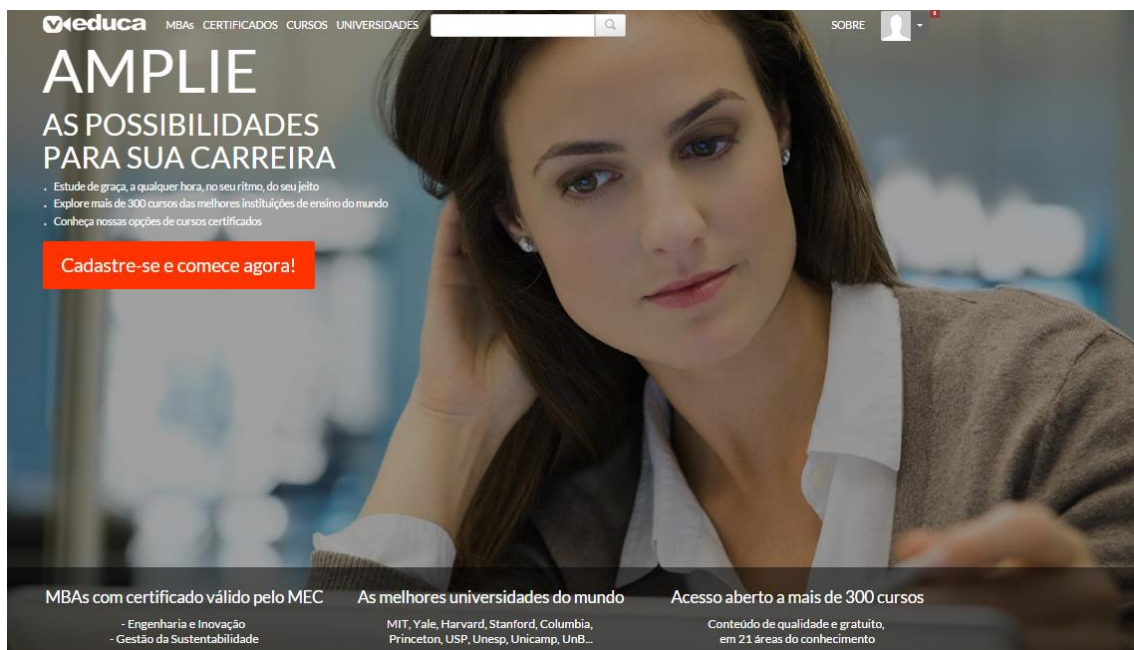 veduca
MBAs CERTIFICADOS CURSOS UNIVERSIDADES
SOBRE
AMPLIE
AS POSSIBILIDADES
PARA SUA CARREIRA
. Estude de graça, a qualquer hora, no seu ritmo, do seu jeito
. Explore mais de 300 cursos das melhores instituições de ensino do mundo
. Conheça nossas opções de cursos certificados
Cadastre-se e comece agora!
MBAs com certificado válido pelo MEC
- Engenharia e Inovação
- Gestão da Sustentabilidade
As melhores universidades do mundo
MIT, Yale, Harvard, Stanford, Columbia,
Princeton, USP, Unesp, Unicamp, UnB...
Acesso aberto a mais de 300 cursos
Conteúdo de qualidade e gratuito,
em 21 áreas do conhecimento